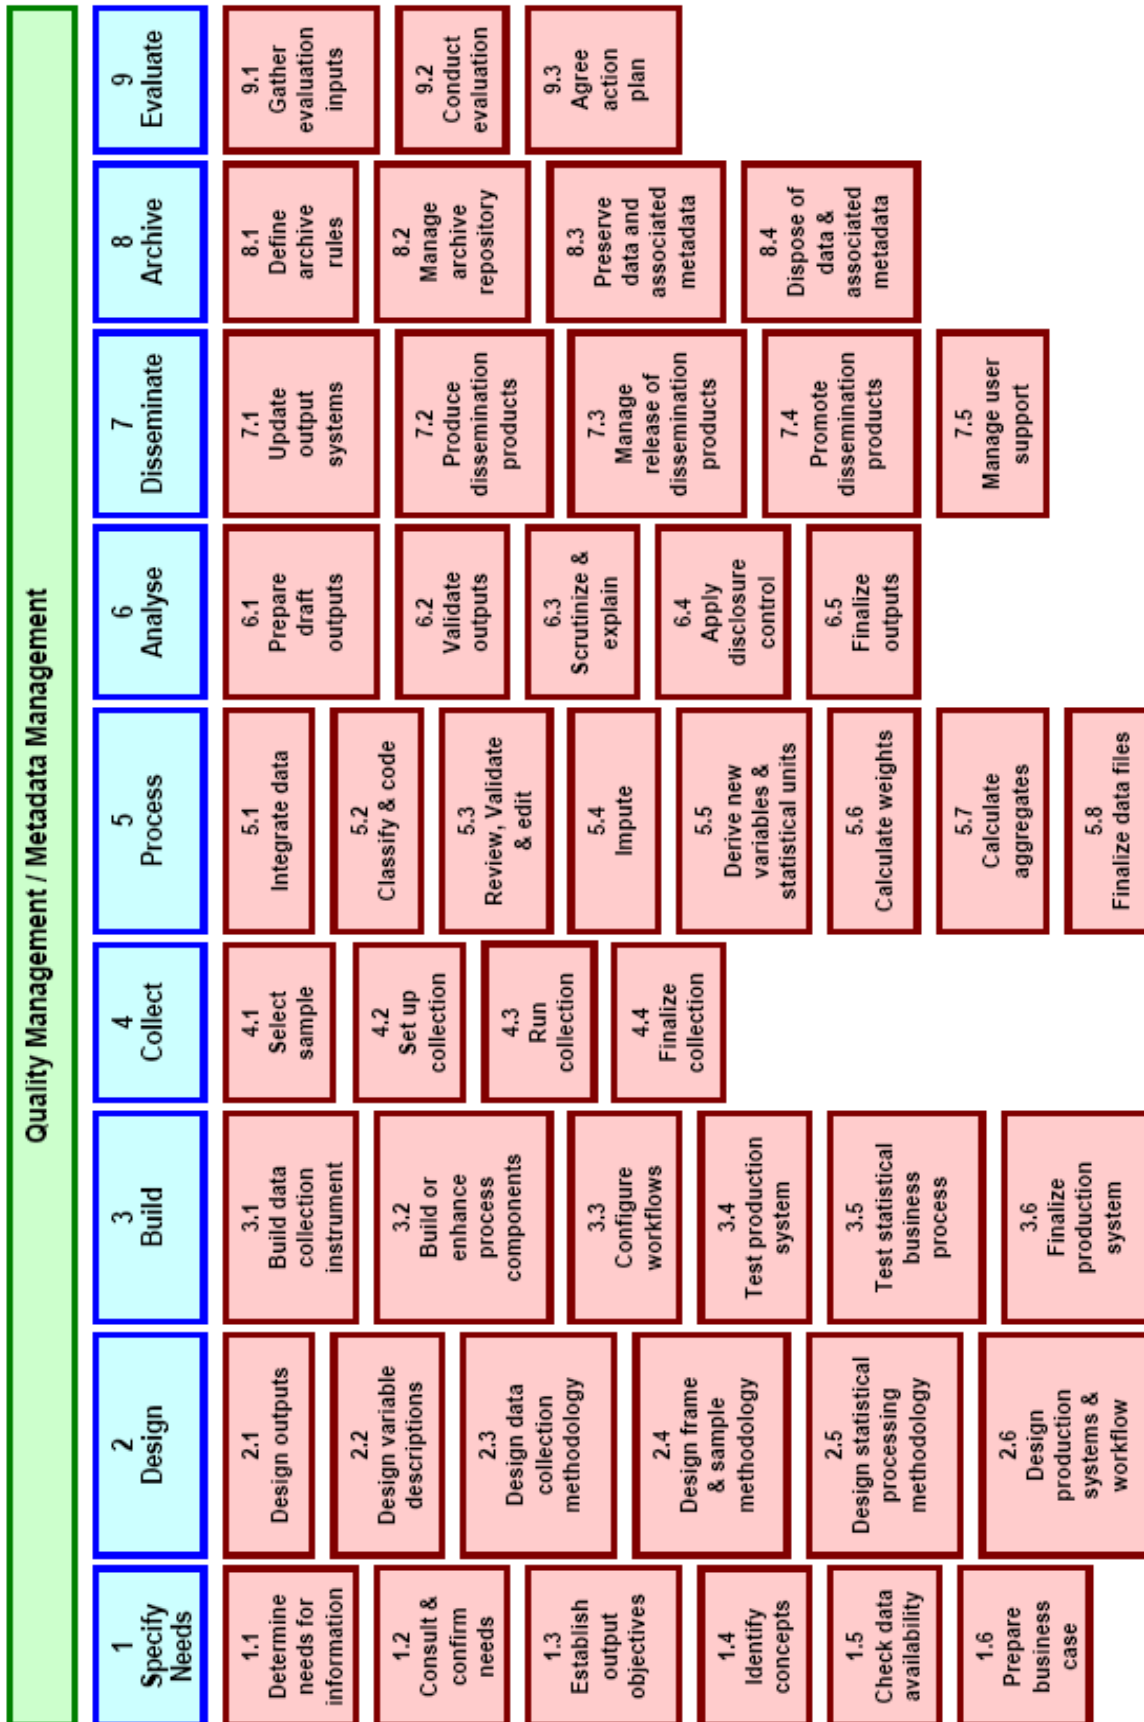 Quality Management / Metadata Management
1
Specify
Needs
2
Design
3
Build
4
Collect
5
Process
6
Analyse
7
Disseminate
8
Archive
9
Evaluate
1.1
Determine
needs for
information
1.2
Consult &
confirm
needs
1.3
Establish
output
objectives
1.4
Identify
concepts
1.5
Check data
availability
1.6
Prepare
business
case
2.1
Design outputs
2.2
Design variable
descriptions
2.3
Design data
collection
methodology
2.4
Design frame
& sample
methodology
2.5
Design statistical
processing
methodology
2.6
Design
production
systems &
workflow
3.1
Build data
collection
instrument
3.2
Build or
enhance
process
components
3.3
Configure
workflows
3.4
Test production
system
3.5
Test statistical
business
process
3.6
Finalize
production
system
4.1
Select
sample
4.2
Set up
collection
4.3
Run
collection
4.4
Finalize
collection
5.1
Integrate data
5.2
Classify & code
5.3
Review, Validate
& edit
5.4
Impute
5.5
Derive new
variables &
statistical units
5.6
Calculate weights
5.7
Calculate
aggregates
5.8
Finalize data files
6.1
Prepare
draft
outputs
6.2
Validate
outputs
6.3
Scrutinize &
explain
6.4
Apply
disclosure
control
6.5
Finalize
outputs
7.1
Update
output
systems
7.2
Produce
dissemination
products
7.3
Manage
release of
dissemination
products
7.4
Promote
dissemination
products
7.5
Manage user
support
8.1
Define
archive
rules
8.2
Manage
archive
repository
8.3
Preserve
data and
associated
metadata
8.4
Dispose of
data &
associated
metadata
9.1
Gather
evaluation
inputs
9.2
Conduct
evaluation
9.3
Agree
action
plan